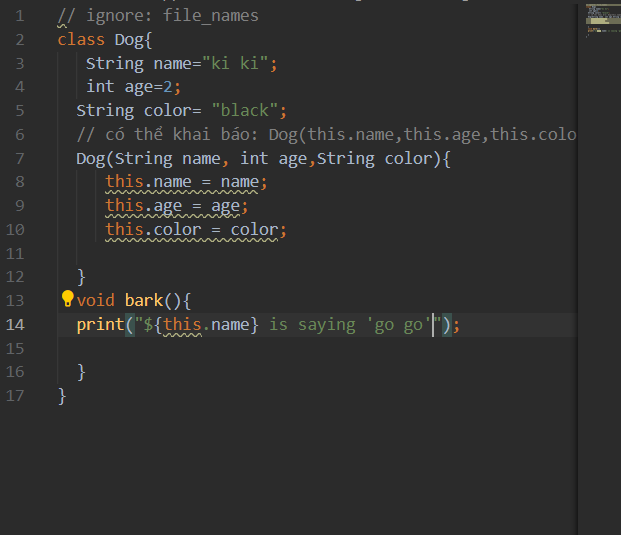 1 // ignore: file_names
2 class Dog{
3 String name="ki ki";
4 int age=2;
5 String color= "black";
6 // có thể khai báo: Dog(this.name,this.age,this.colo
7 Dog(String name, int age,String color){
8 this.name = name;
9 this.age = age;
10 this.color = color;
11
12 }
13 void bark(){
14 print("${this.name} is saying 'go go'");
15
16 }
17 }